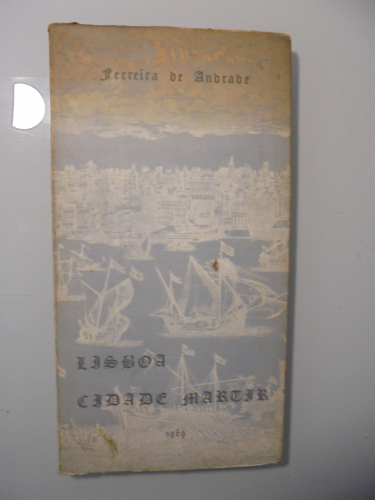 Ferreira de Andrade
LISBOA
CIDADE MARTIR
1969